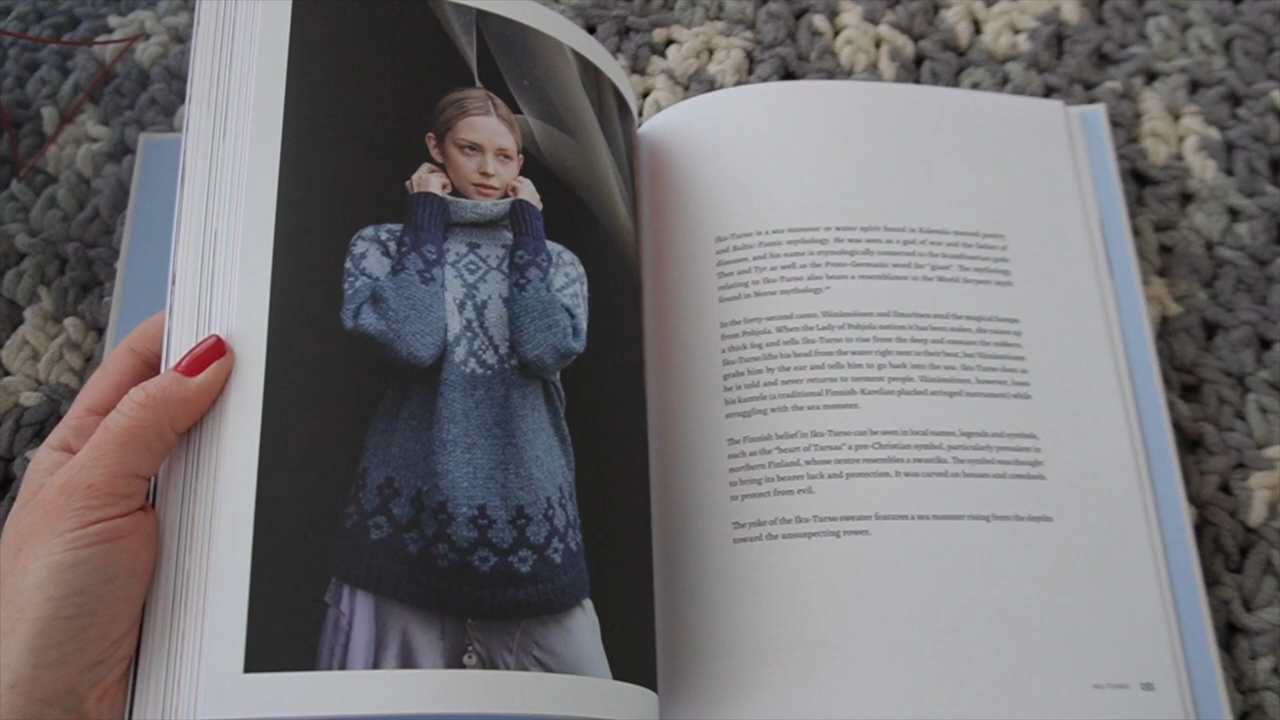 Iku-Turso is a sea monster or water spirit found in Kalevala-metred poetry
and Baltic-Finnic mythology. He was seen as a god of war and the father of
diseases, and his name is etymologically connected to the Scandinavian gods
Thor and Tyr as well as the Proto-Germanic word for "giant". The mythology
relating to Iku-Turso also bears a resemblance to the World Serpent myth
found in Norse mythology.
In the forty-second canto, Väinämöinen and Ilmarinen steal the magical Sampo
from Pohjola. When the Lady of Pohjola notices it has been stolen, she raises up
a thick fog and tells Iku-Turso to rise from the deep and ensnare the robbers.
Iku-Turso lifts his head from the water right next to their boat, but Väinämöinen
grabs him by the ear and tells him to go back into the sea. Iku-Turso does as
he is told and never returns to torment people. Väinämöinen, however, loses
his kantele (a traditional Finnish-Karelian plucked stringed instrument) while
struggling with the sea monster.
The Finnish belief in Iku-Turso can be seen in local names, legends and symbols,
such as the "heart of Tursas" a pre-Christian symbol, particularly prevalent in
northern Finland, whose centre resembles a swastika. The symbol was thought
to bring its bearer luck and protection. It was carved on houses and
to protect from evil.
The yoke of the Iku-Turso sweater features a sea monster rising from the depths
toward the unsuspecting rower.
IKU-TURSO